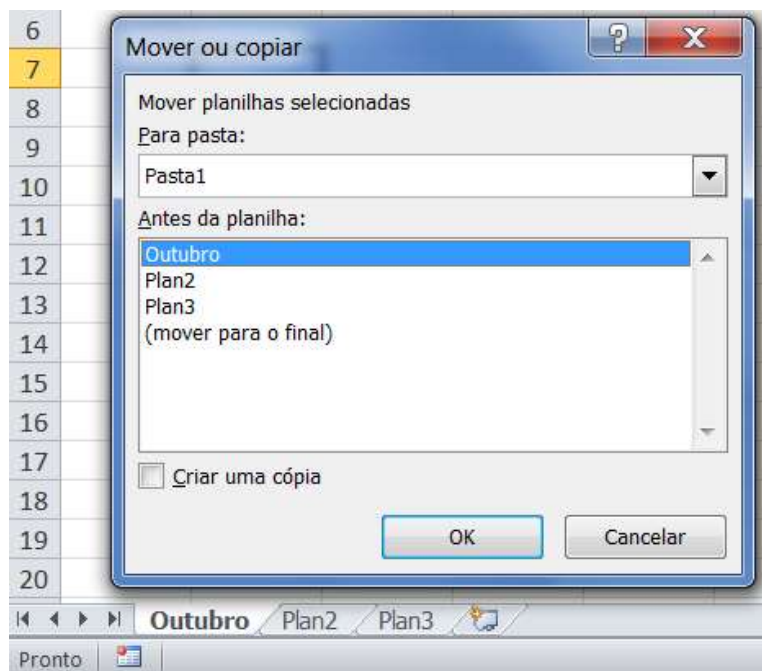 6
7
8
9
10
11
12
13
14
15
16
17
18
19
20
Mover ou copiar
Mover planilhas selecionadas
Para pasta:
Pasta1
Antes da planilha:
Outubro
Plan2
Plan3
(mover para o final)
Criar uma cópia
OK Cancelar
Outubro Plan2 Plan3
Pronto